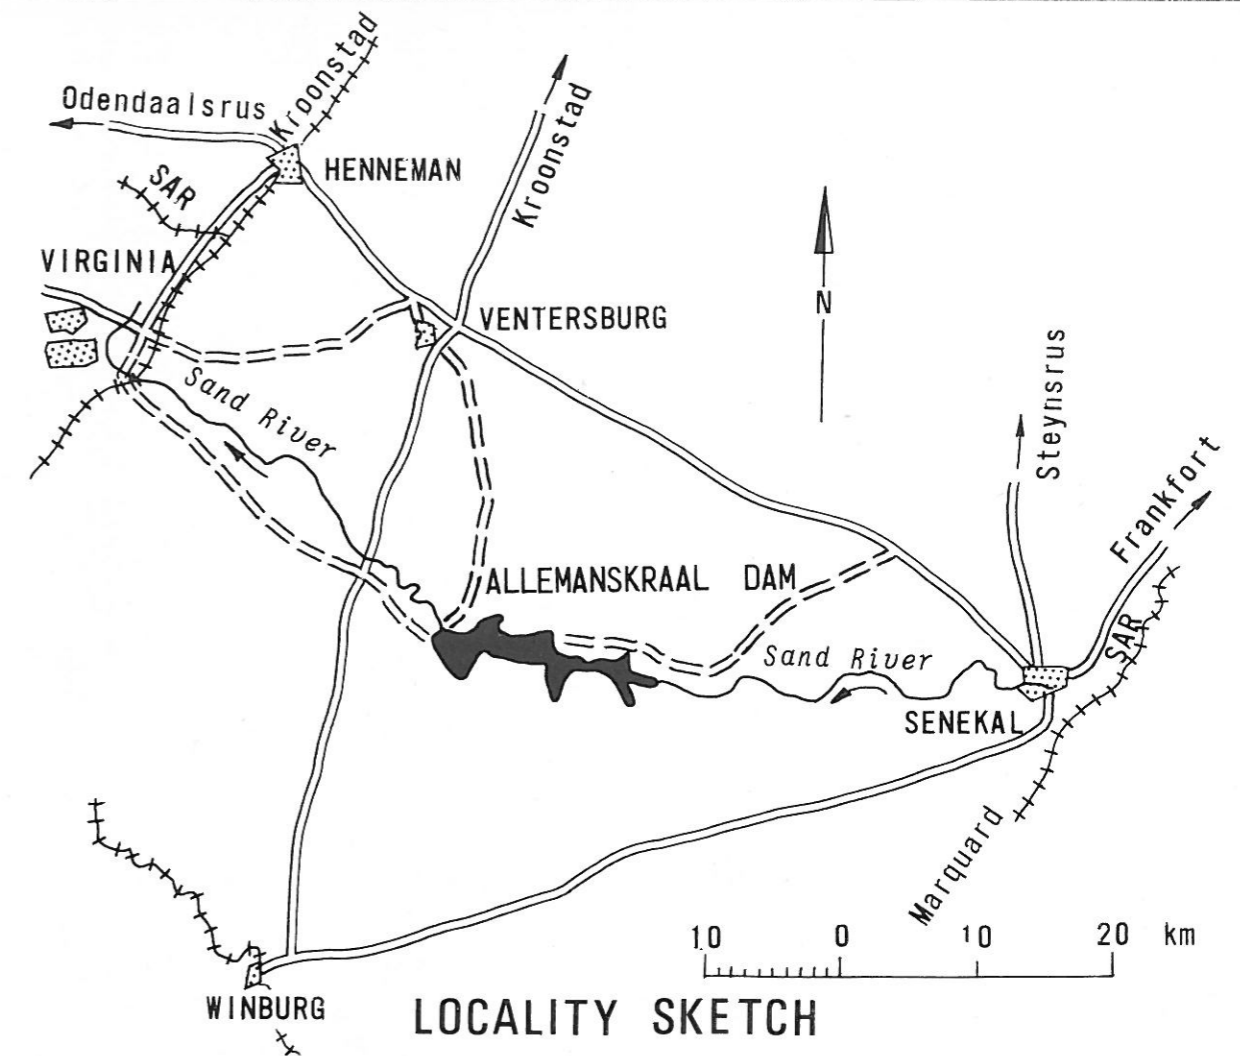 Kroonstad
Odendaalsrus
Kroonstad
HENNEMAN
SAR
VIRGINIA
N
VENTERSBURG
Sand River
Steynsrus
Frankfort
ALLEMANSKRAAL DAM
SAR
Sand River
SENEKAL
Marquard
10 0 10 20 km
WINBURG
LOCALITY SKETCH